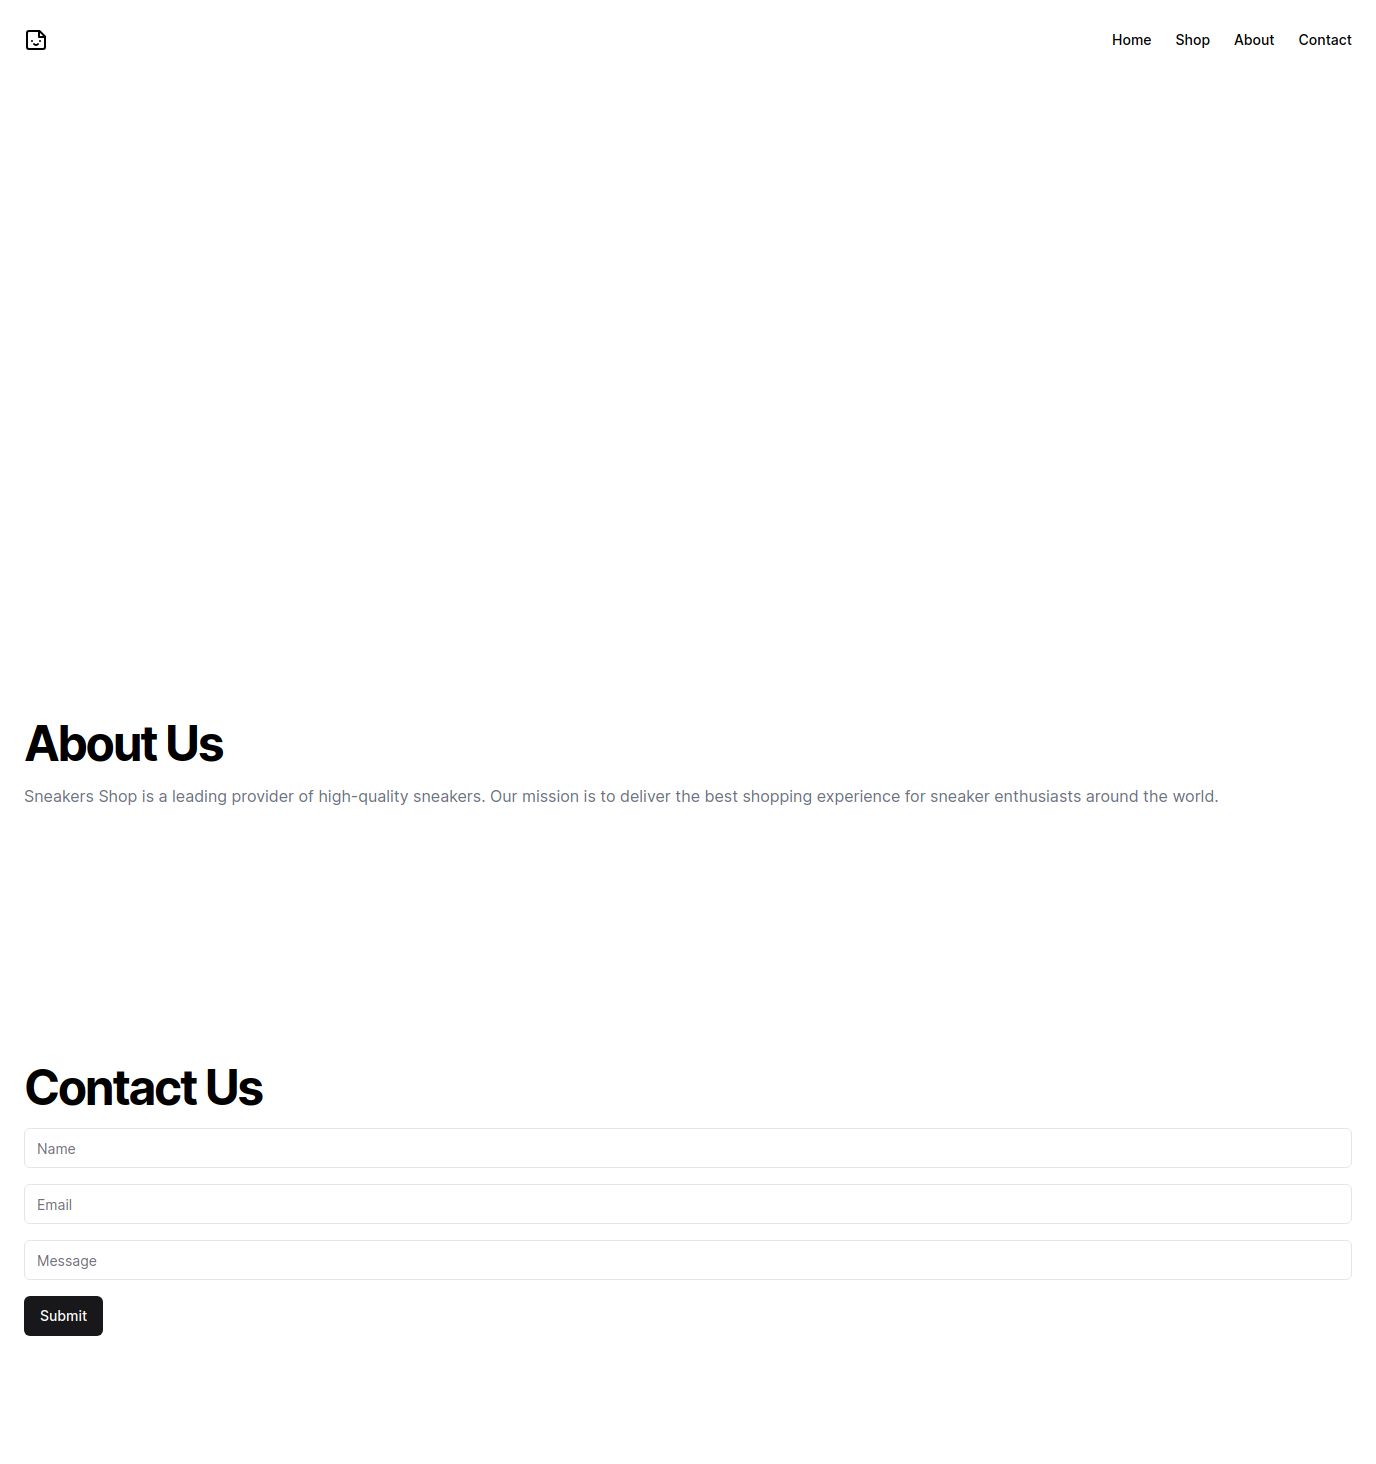 Home Shop About Contact
About Us
Sneakers Shop is a leading provider of high-quality sneakers. Our mission is to deliver the best shopping experience for sneaker enthusiasts around the world.
Contact Us
Name
Email
Message
Submit